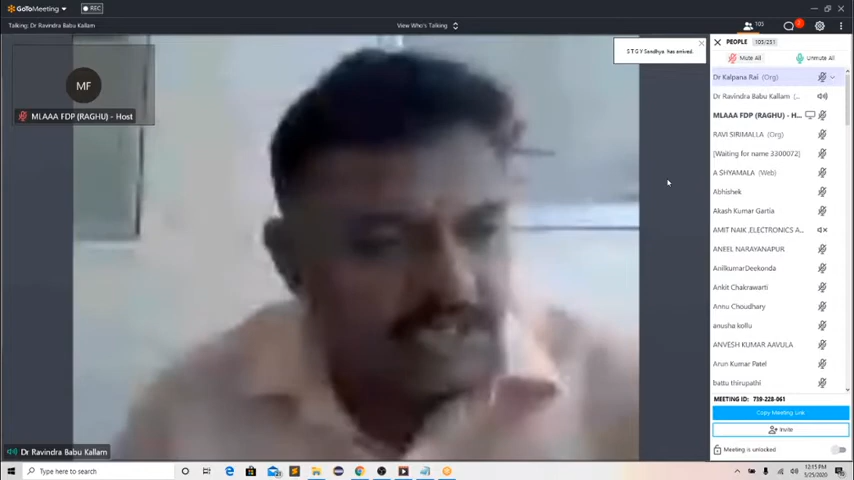 GoToMeeting
REC
Talking: Dr Ravindra Babu Kallam
View Who's Talking
103
S T G Y Sandhya has arrived.
MF
MLAAA FDP (RAGHU) - Host
Dr Ravindra Babu Kallam
PEOPLE 103/251
Mute All
Unmute All
Dr Kalpana Rai (Org)
Dr Ravindra Babu Kallam (...
MLAAA FDP (RAGHU) - H...
RAVI SIRIMALLA (Org)
[Waiting for name 3300072]
A SHYAMALA (Web)
Abhishek
Akash Kumar Gartia
AMIT NAIK ,ELECTRONICS A...
ANEEL NARAYANAPUR
AnilkumarDeekonda
Ankit Chakrawarti
Annu Choudhary
anusha kollu
ANVESH KUMAR AAVULA
Arun Kumar Patel
battu thirupathi
MEETING ID: 739-228-061
Copy Meeting Link
Invite
Meeting is unlocked
Type here to search
12:15 PM
5/25/2020